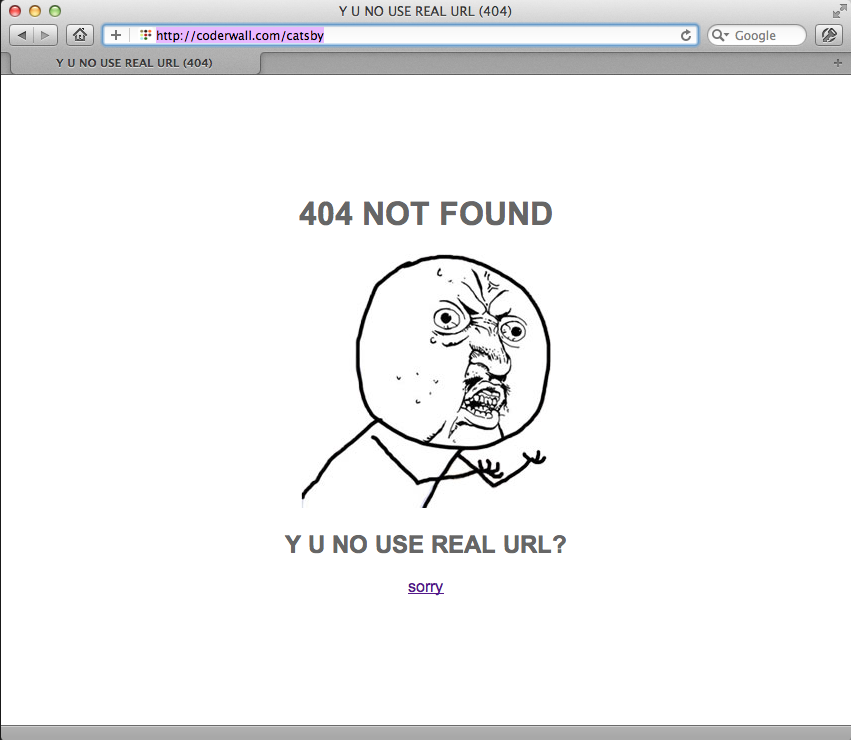 Y U NO USE REAL URL (404)
http://coderwall.com/catsby
Google
Y U NO USE REAL URL (404)
404 NOT FOUND
Y U NO USE REAL URL?
sorry